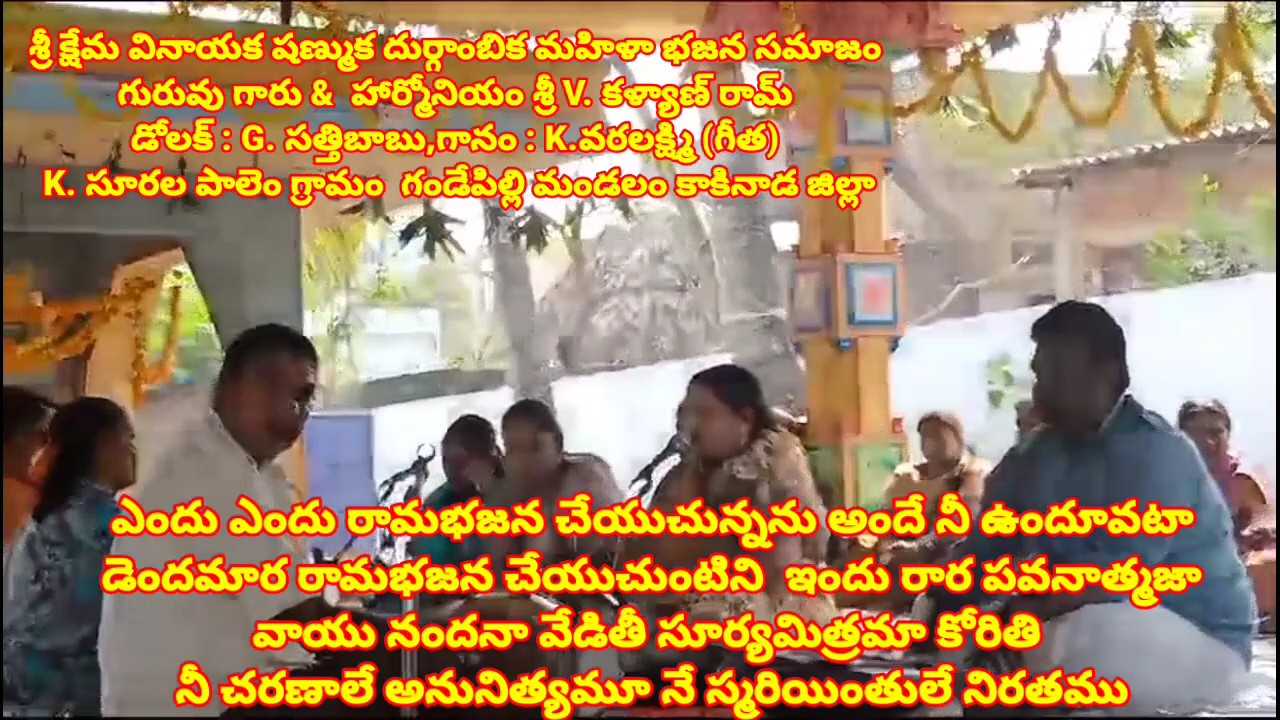 శ్రీ క్షేమ వినాయక షణ్ముక దుర్గాంబిక మహిళా భజన సమాజం
గురువు గారు & హార్మోనియం శ్రీ V. కళ్యాణ్ రామ్
డోలక్ : G. సత్తిబాబు,గానం : K.వరలక్ష్మి (గీత)
K. సూరల పాలెం గ్రామం గండేపిల్లి మండలం కాకినాడ జిల్లా
ఎందు ఎందు రామభజన చేయుచున్నను అందే నీ ఉందూవటా
డెందమార రామభజన చేయుచుంటిని ఇందు రార పవనాత్మజా
వాయు నందనా వేడితీ సూర్యమిత్రమా కోరితి
నీ చరణాలే అనునిత్యమూ నే స్మరియింతులే నిరతము